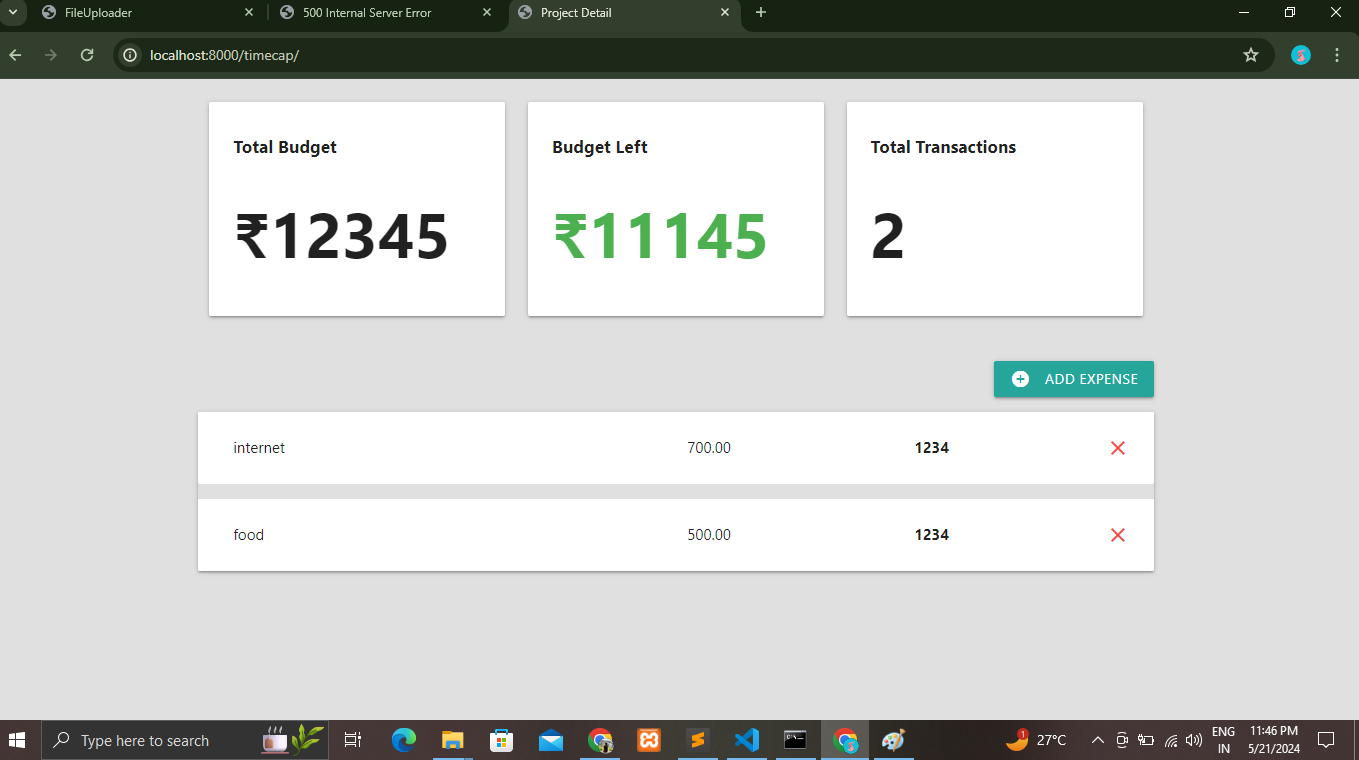 FileUploader
500 Internal Server Error
Project Detail
localhost:8000/timecap/
Total Budget
₹12345
Budget Left
₹11145
Total Transactions
2
ADD EXPENSE
internet 700.00 1234
food 500.00 1234
Type here to search
1
27°C
ENG
IN
11:46 PM
5/21/2024